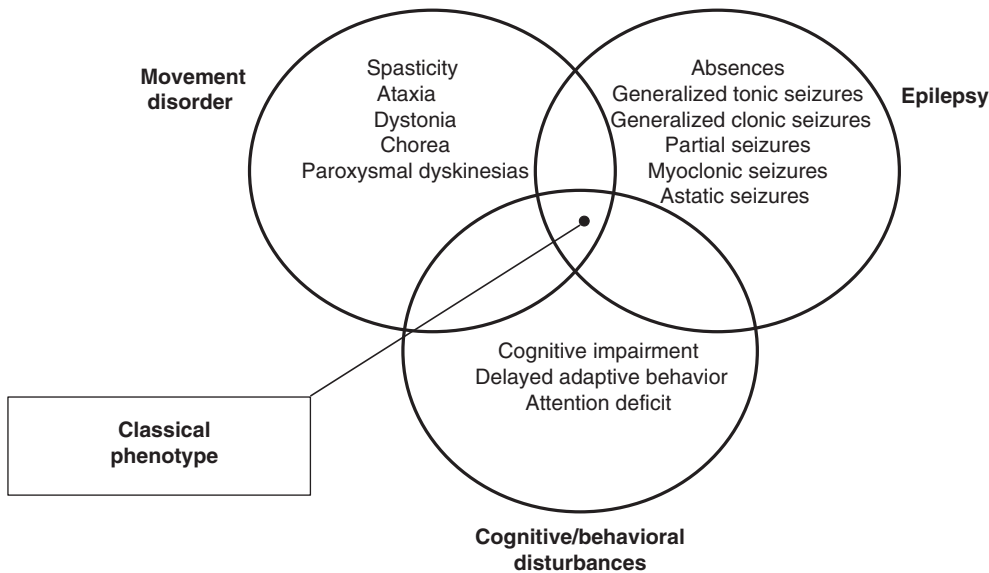 Movement
disorder
Spasticity
Ataxia
Dystonia
Chorea
Paroxysmal dyskinesias
Absences
Generalized tonic seizures
Generalized clonic seizures
Partial seizures
Myoclonic seizures
Astatic seizures
Epilepsy
Cognitive impairment
Delayed adaptive behavior
Attention deficit
Classical
phenotype
Cognitive/behavioral
disturbances